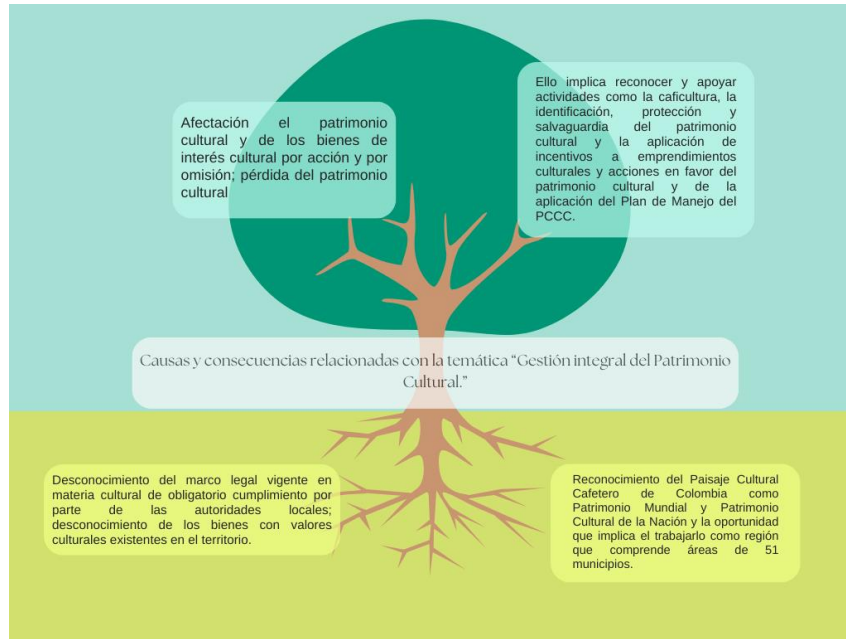 Afectación el patrimonio
cultural y de los bienes de
interés cultural por acción y por
omisión; pérdida del patrimonio
cultural
Ello implica reconocer y apoyar
actividades como la caficultura, la
identificación, protección y
salvaguardia del patrimonio
cultural y la aplicación de
incentivos a emprendimientos
culturales y acciones en favor del
patrimonio cultural y de la
aplicación del Plan de Manejo del
PCCC.
Causas y consecuencias relacionadas con la temática “Gestión integral del Patrimonio
Cultural.”
Desconocimiento del marco legal vigente en
materia cultural de obligatorio cumplimiento por
parte de las autoridades locales;
desconocimiento de los bienes con valores
culturales existentes en el territorio.
Reconocimiento del Paisaje Cultural
Cafetero de Colombia como
Patrimonio Mundial y Patrimonio
Cultural de la Nación y la oportunidad
que implica el trabajarlo como región
que comprende áreas de 51
municipios.